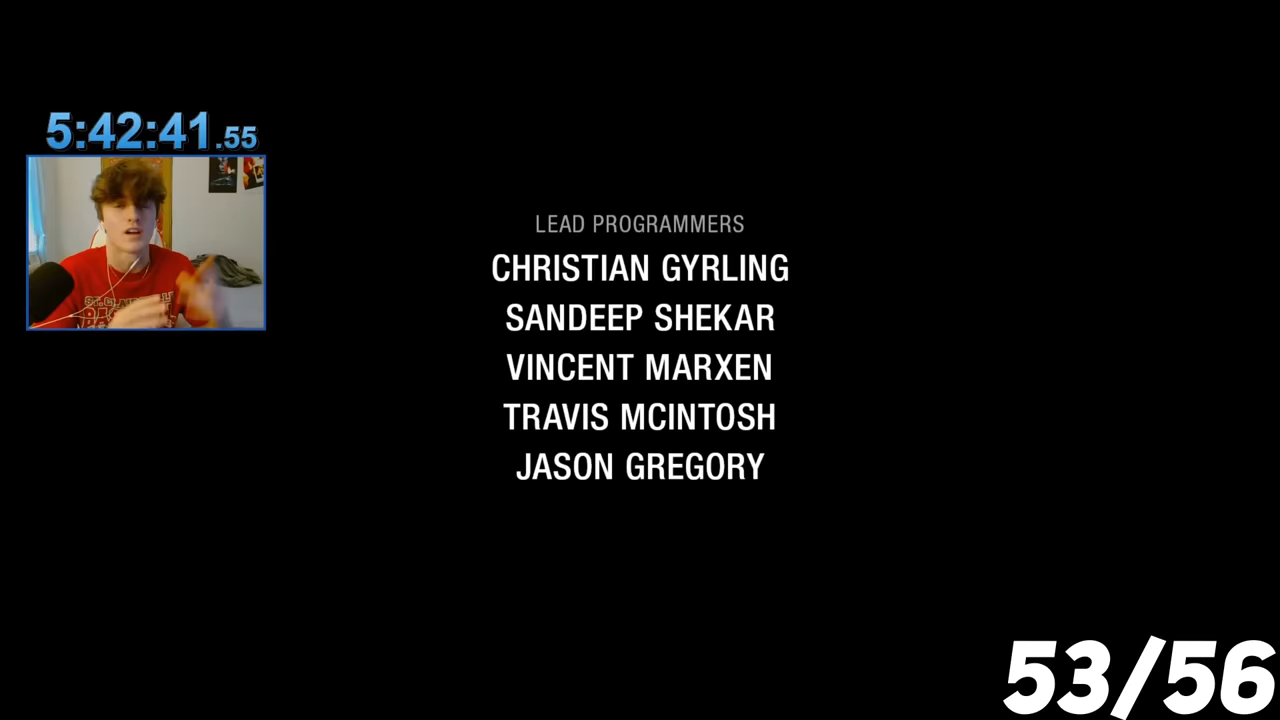 5:42:41.55
LEAD PROGRAMMERS
CHRISTIAN GYRLING
SANDEEP SHEKAR
VINCENT MARXEN
TRAVIS MCINTOSH
JASON GREGORY
53/56